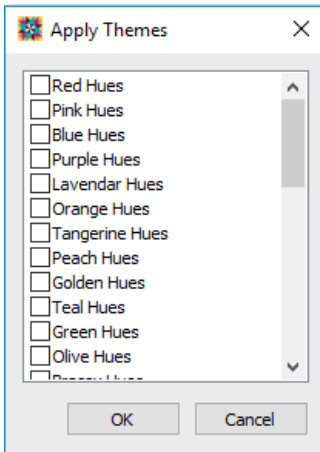 Apply Themes
Red Hues
Pink Hues
Blue Hues
Purple Hues
Lavendar Hues
Orange Hues
Tangerine Hues
Peach Hues
Golden Hues
Teal Hues
Green Hues
Olive Hues
Hues
OK Cancel